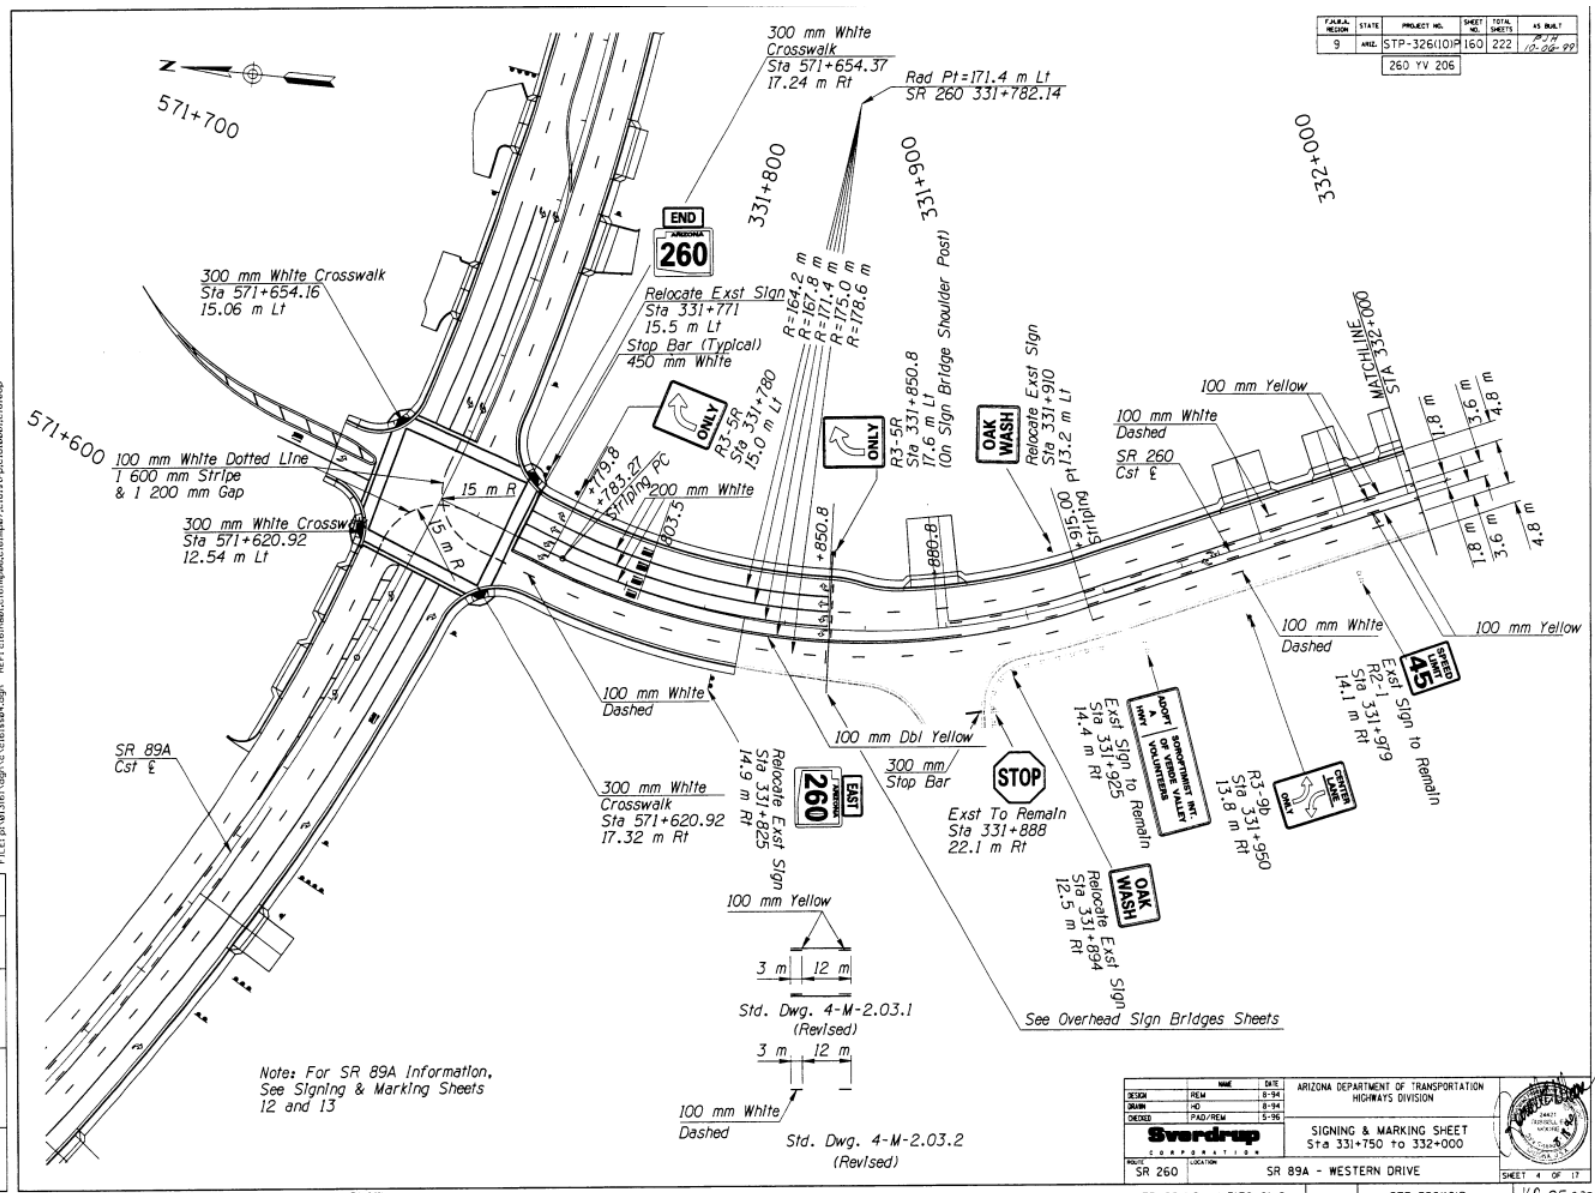 F.H.W.A. REGION
STATE
PROJECT NO.
SHEET NO.
TOTAL SHEETS
AS BUILT
9
ARIZ.
STP-326(10)P
160
222
PJH
10-06-99
260 YV 206
N
571+700
300 mm White
Crosswalk
Sta 571+654.37
17.24 m Rt
Rad Pt=171.4 m Lt
SR 260 331+782.14
331+800
331+900
332+000
END
ARIZONA
260
300 mm White Crosswalk
Sta 571+654.16
15.06 m Lt
Relocate Exst Sign
Sta 331+771
15.5 m Lt
Stop Bar (Typical)
450 mm White
R=164.2 m
R=167.8 m
R=171.4 m
R=175.0 m
R=178.6 m
ONLY
R3-5R
Sta 331+780
15.0 m Lt
ONLY
R3-5R
Sta 331+850.8
17.6 m Lt
(On Sign Bridge Shoulder Post)
OAK
WASH
Relocate Exst Sign
Sta 331+910
13.2 m Lt
MATCHLINE
STA 332+000
100 mm Yellow
100 mm White
Dashed
SR 260
Cst ℄
1.8 m
3.6 m
4.8 m
1.8 m
3.6 m
4.8 m
571+600
100 mm White Dotted Line
1 600 mm Stripe
& 1 200 mm Gap
15 m R
15 m R
+779.8
+783.27
Striping PC
200 mm White
803.5
+850.8
+880.8
+915.00
Striping Pt
300 mm White Crossw
Sta 571+620.92
12.54 m Lt
100 mm White
Dashed
100 mm Yellow
SR 89A
Cst ℄
100 mm White
Dashed
100 mm Dbl Yellow
300 mm White
Crosswalk
Sta 571+620.92
17.32 m Rt
Relocate Exst Sign
Sta 331+825
14.9 m Rt
EAST
ARIZONA
260
300 mm
Stop Bar
STOP
Exst To Remain
Sta 331+888
22.1 m Rt
Exst Sign to Remain
Sta 331+925
14.4 m Rt
ADOPT
A
HWY
SOROPTIMIST INT.
OF VERDE VALLEY
VOLUNTEERS
R3-9b
Sta 331+950
13.8 m Rt
CENTER
LANE
ONLY
SPEED
LIMIT
45
Exst Sign to Remain
R2-1
Sta 331+979
14.1 m Rt
OAK
WASH
Relocate Exst Sign
Sta 331+894
12.5 m Rt
See Overhead Sign Bridges Sheets
100 mm Yellow
3 m
12 m
Std. Dwg. 4-M-2.03.1
(Revised)
3 m
12 m
100 mm White
Dashed
Std. Dwg. 4-M-2.03.2
(Revised)
Note: For SR 89A Information,
See Signing & Marking Sheets
12 and 13
NAME
DATE
DESIGN
REM
8-94
DRAWN
HD
8-94
CHECKED
PAD/REM
5-96
Sverdrup
CORPORATION
ARIZONA DEPARTMENT OF TRANSPORTATION
HIGHWAYS DIVISION
SIGNING & MARKING SHEET
Sta 331+750 to 332+000
ROUTE
SR 260
LOCATION
SR 89A - WESTERN DRIVE
SHEET 4 OF 17